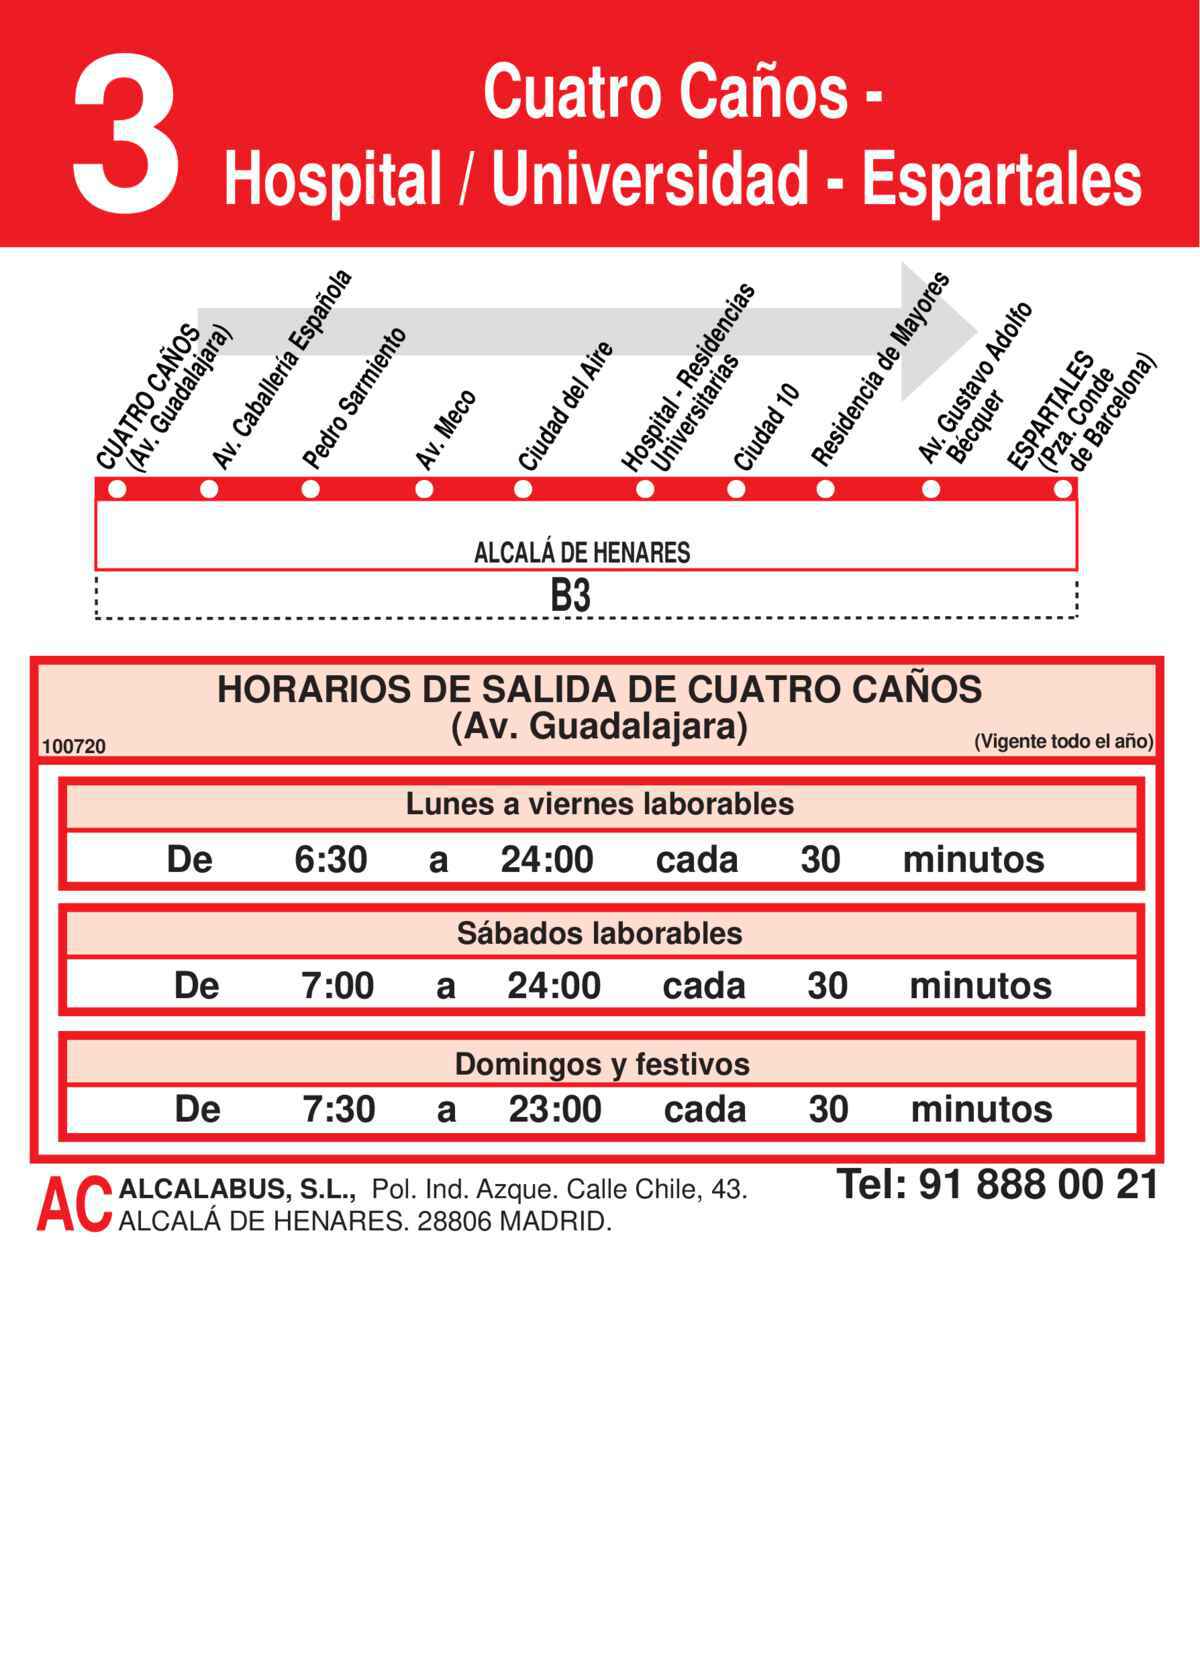 3
Cuatro Caños -
Hospital / Universidad - Espartales
CUATRO CAÑOS
(Av. Guadalajara)
Av. Caballería Española
Pedro Sarmiento
Av. Meco
Ciudad del Aire
Hospital - Residencias
Universitarias
Ciudad 10
Residencia de Mayores
Av. Gustavo Adolfo
Bécquer
ESPARTALES
(Pza. Conde
de Barcelona)
ALCALÁ DE HENARES
B3
HORARIOS DE SALIDA DE CUATRO CAÑOS
(Av. Guadalajara)
100720
(Vigente todo el año)
Lunes a viernes laborables
De 6:30 a 24:00 cada 30 minutos
Sábados laborables
De 7:00 a 24:00 cada 30 minutos
Domingos y festivos
De 7:30 a 23:00 cada 30 minutos
AC
ALCALABUS, S.L., Pol. Ind. Azque. Calle Chile, 43.
ALCALÁ DE HENARES. 28806 MADRID.
Tel: 91 888 00 21